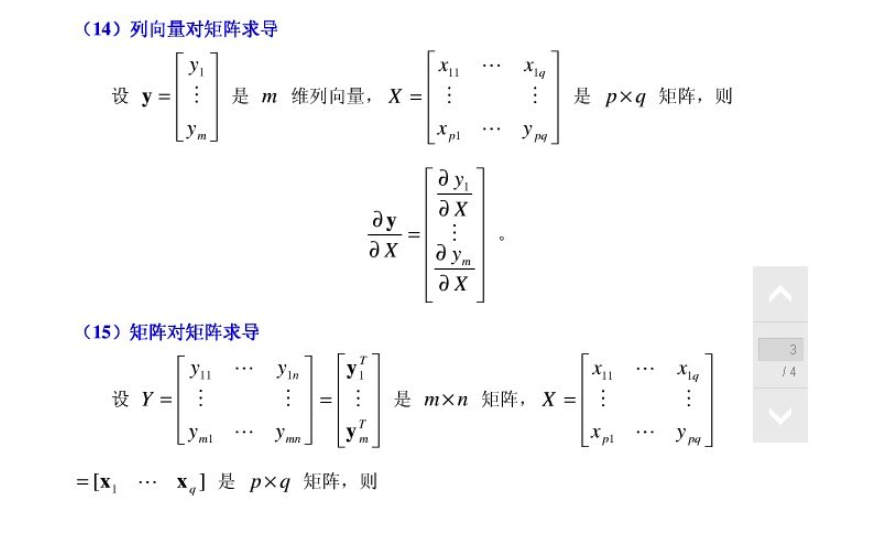 （14）列向量对矩阵求导
设 y = [ y₁ ⋮ yₘ ] 是 m 维列向量， X = [ x₁₁ ⋯ x₁q ⋮ ⋮ xₚ₁ ⋯ yₚq ] 是 p×q 矩阵，则
∂y/∂X = [ ∂y₁/∂X ⋮ ∂yₘ/∂X ] 。
3
/ 4
（15）矩阵对矩阵求导
设 Y = [ y₁₁ ⋯ y₁ₙ ⋮ ⋮ yₘ₁ ⋯ yₘₙ ] = [ y₁ᵀ ⋮ yₘᵀ ] 是 m×n 矩阵， X = [ x₁₁ ⋯ x₁q ⋮ ⋮ xₚ₁ ⋯ yₚq ]
= [x₁ ⋯ x_q] 是 p×q 矩阵，则